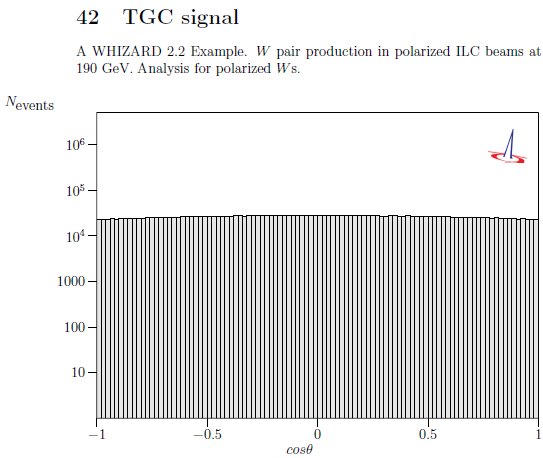 42 TGC signal
A WHIZARD 2.2 Example. W pair production in polarized ILC beams at
190 GeV. Analysis for polarized Ws.
Nevents
10⁶
10⁵
10⁴
1000
100
10
−1 −0.5 0 0.5 1
cosθ